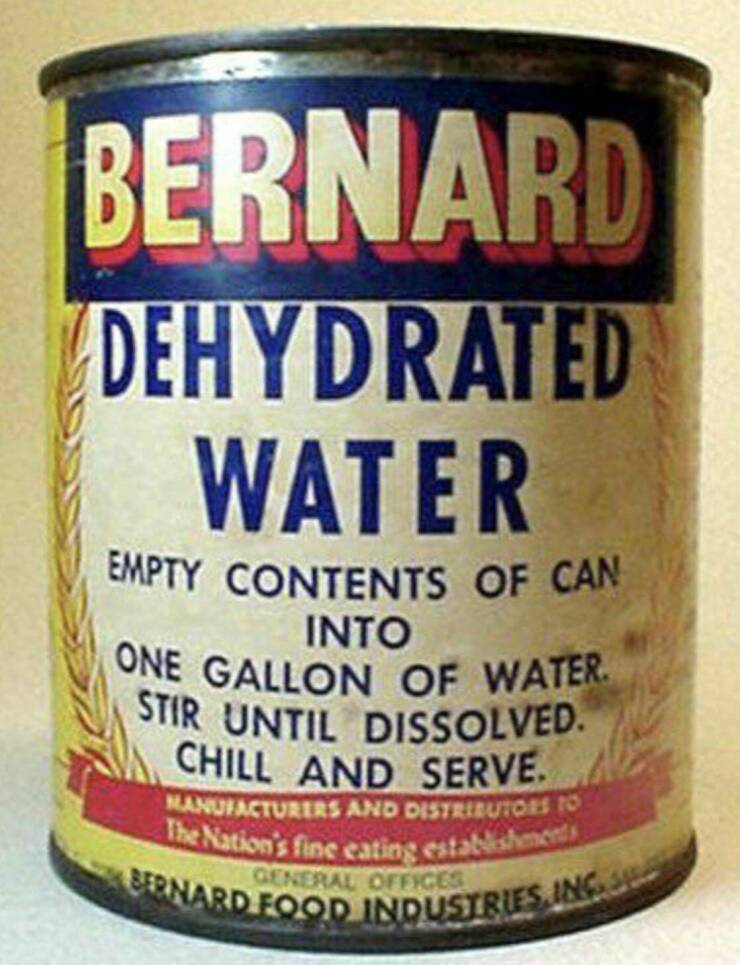 BERNARD
DEHYDRATED
WATER
EMPTY CONTENTS OF CAN
INTO
ONE GALLON OF WATER.
STIR UNTIL DISSOLVED.
CHILL AND SERVE.
MANUFACTURERS AND DISTRIBUTORS TO
The Nation's fine eating establishments
GENERAL OFFICES
BERNARD FOOD INDUSTRIES, INC.